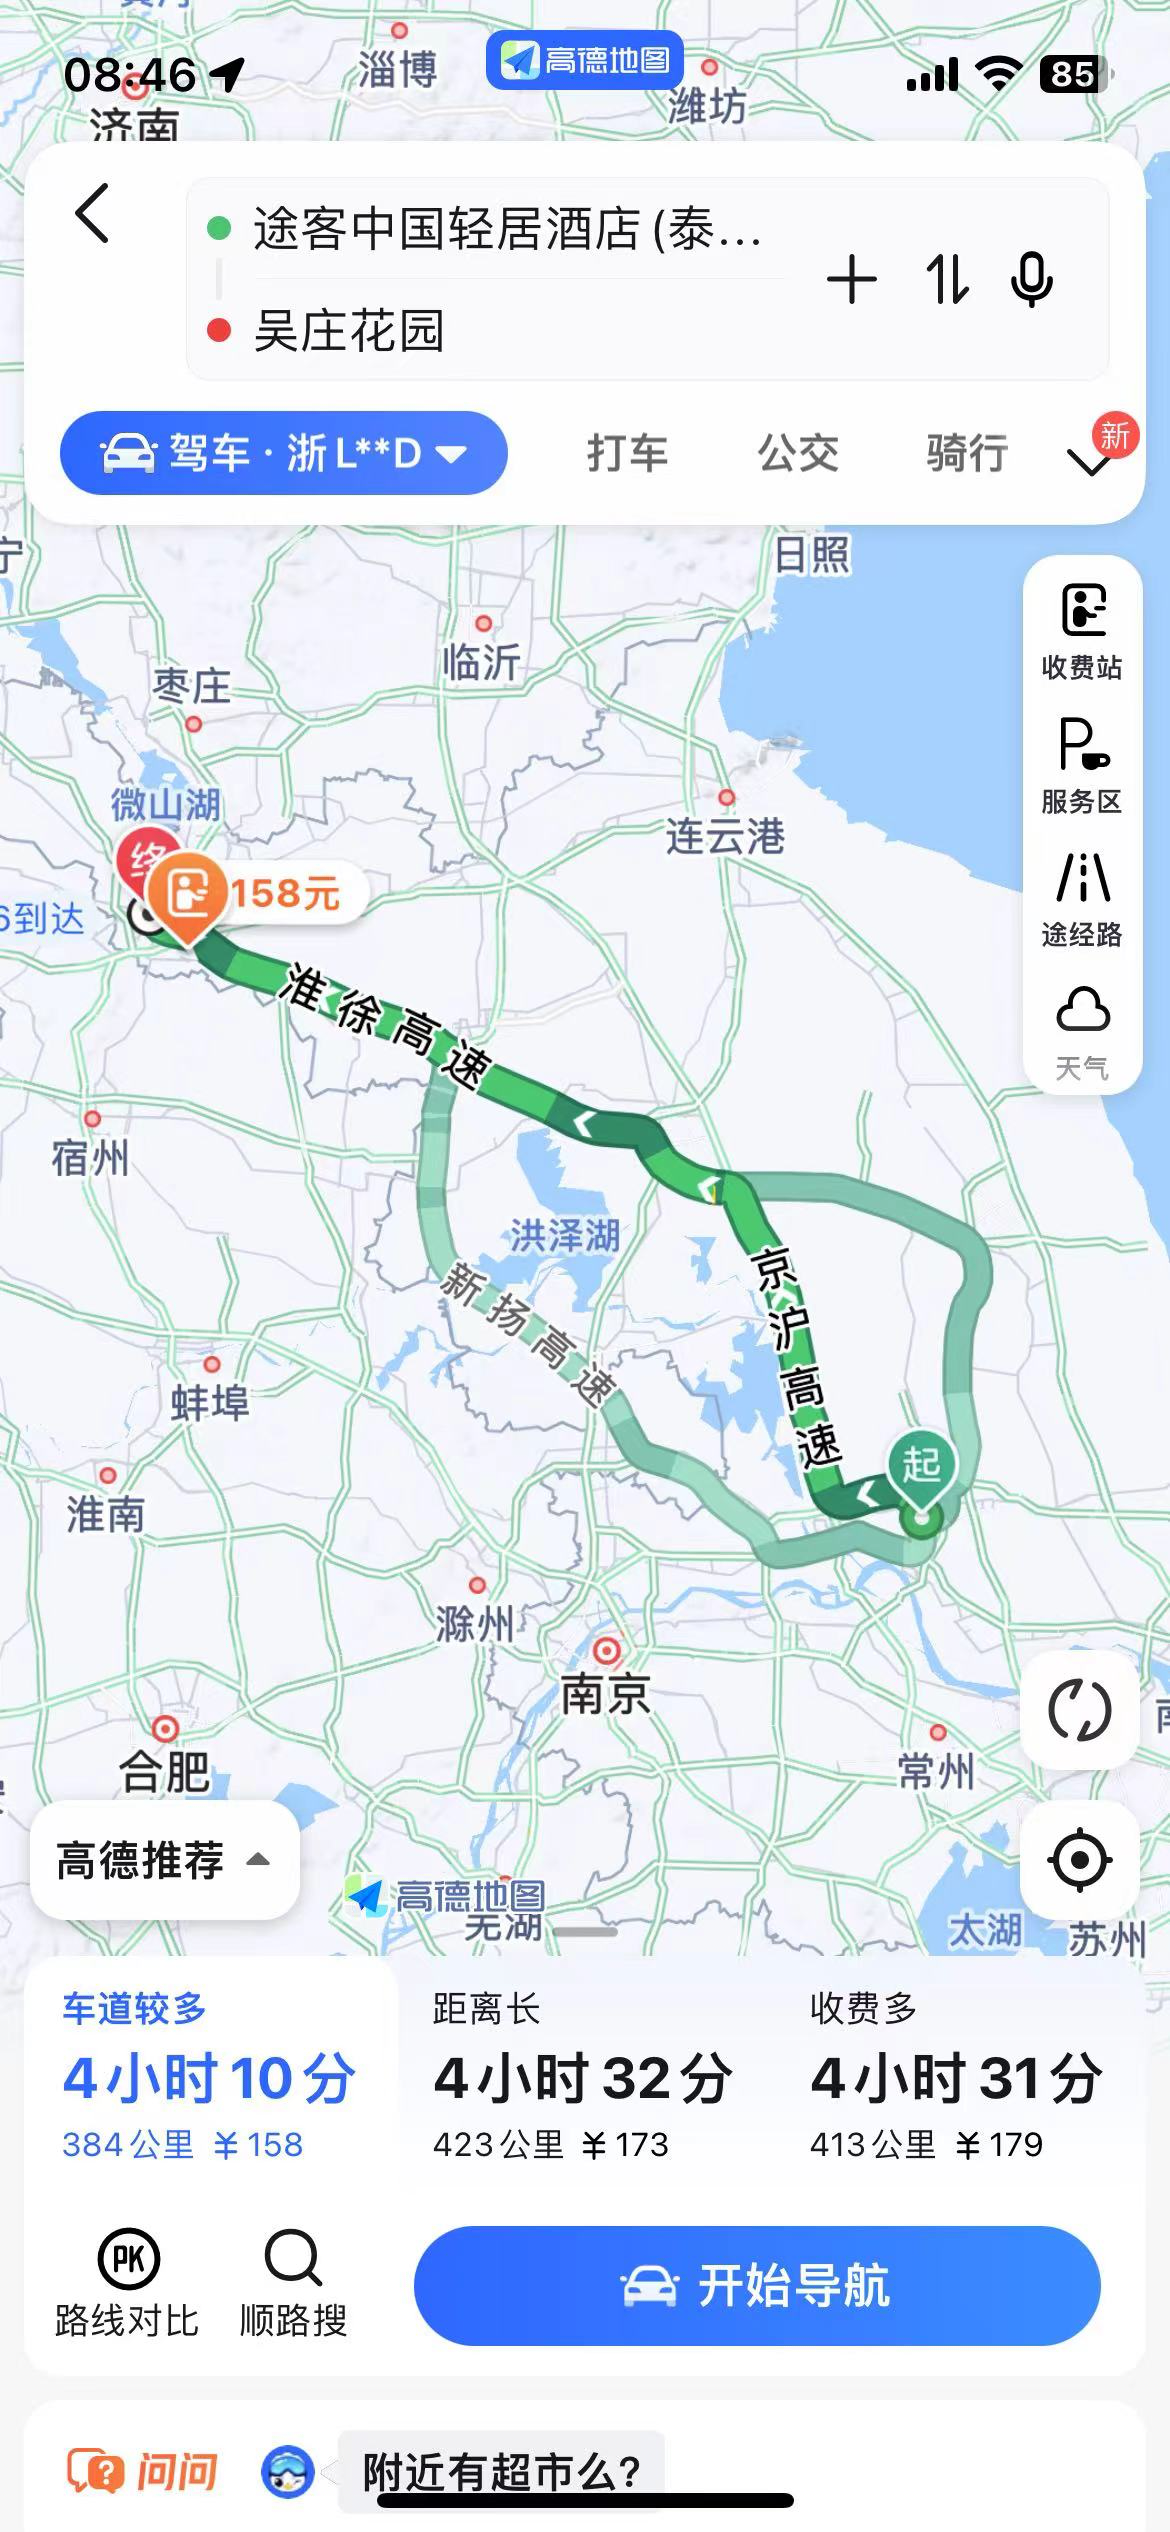 淄博
高德地图
潍坊
08:46
85
济南
途客中国轻居酒店(泰...
吴庄花园
驾车·浙L**D
打车
公交
骑行
新
日照
临沂
枣庄
收费站
服务区
途经路
天气
微山湖
连云港
终
158元
6到达
淮徐高速
宿州
洪泽湖
京沪高速
新扬高速
蚌埠
起
淮南
滁州
南京
常州
合肥
高德推荐
高德地图
芜湖
太湖
苏州
车道较多
4小时10分
384公里 ¥158
距离长
4小时32分
423公里 ¥173
收费多
4小时31分
413公里 ¥179
PK
路线对比
顺路搜
开始导航
问问
附近有超市么?